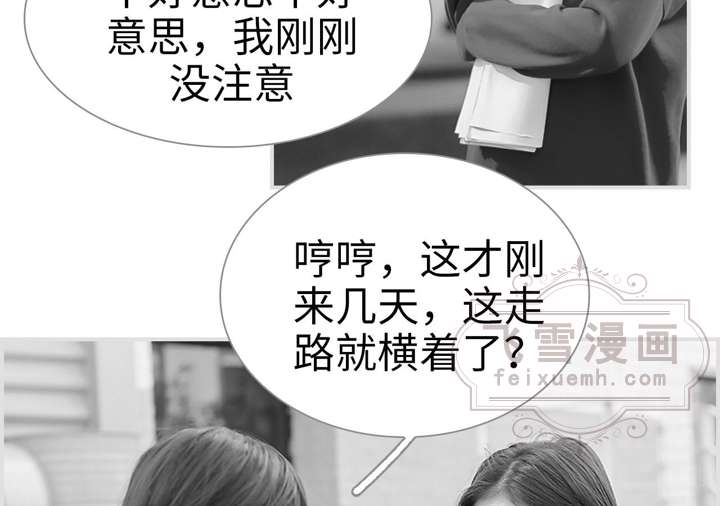 意思，我刚刚
没注意
哼哼，这才刚
来几天，这走
路就横着了？
飞雪漫画
feixuemh.com